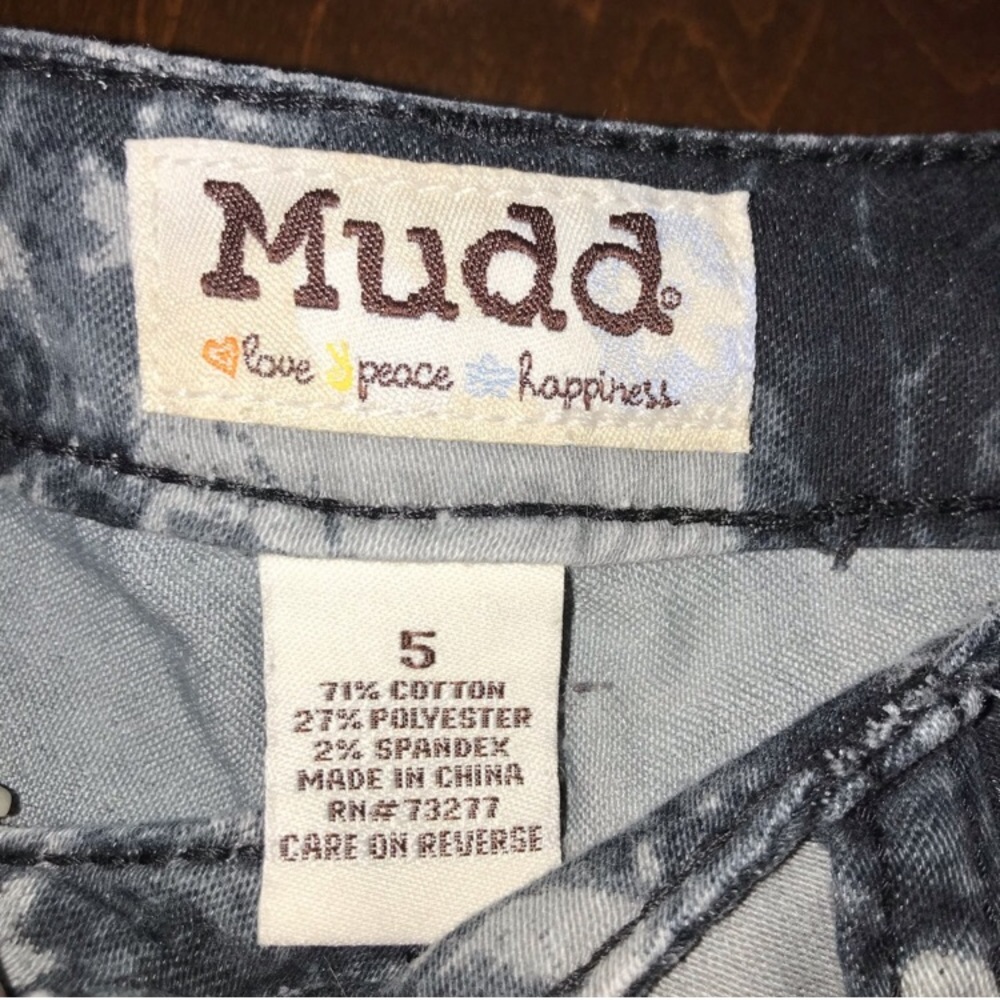 Mudd®
love peace happiness
5
71% COTTON
27% POLYESTER
2% SPANDEX
MADE IN CHINA
RN# 73277
CARE ON REVERSE